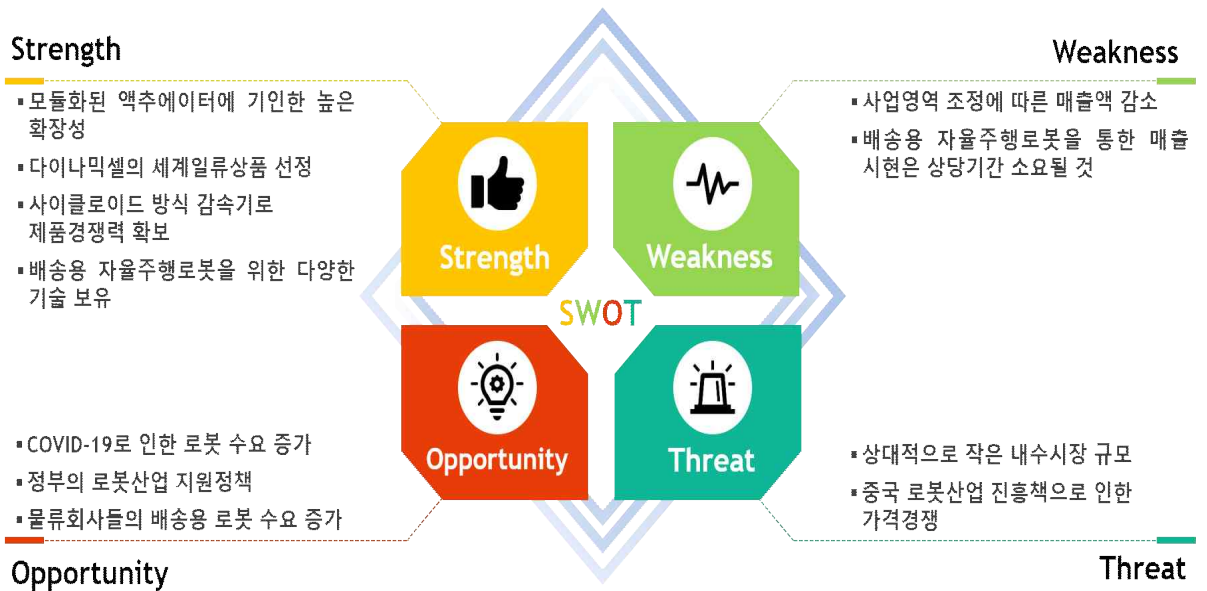 Strength
▪모듈화된 액추에이터에 기인한 높은
확장성
▪다이나믹셀의 세계일류상품 선정
▪사이클로이드 방식 감속기로
제품경쟁력 확보
▪배송용 자율주행로봇을 위한 다양한
기술 보유
Weakness
▪사업영역 조정에 따른 매출액 감소
▪배송용 자율주행로봇을 통한 매출
시현은 상당기간 소요될 것
Strength
Weakness
SWOT
Opportunity
Threat
▪COVID-19로 인한 로봇 수요 증가
▪정부의 로봇산업 지원정책
▪물류회사들의 배송용 로봇 수요 증가
Opportunity
▪상대적으로 작은 내수시장 규모
▪중국 로봇산업 진흥책으로 인한
가격경쟁
Threat